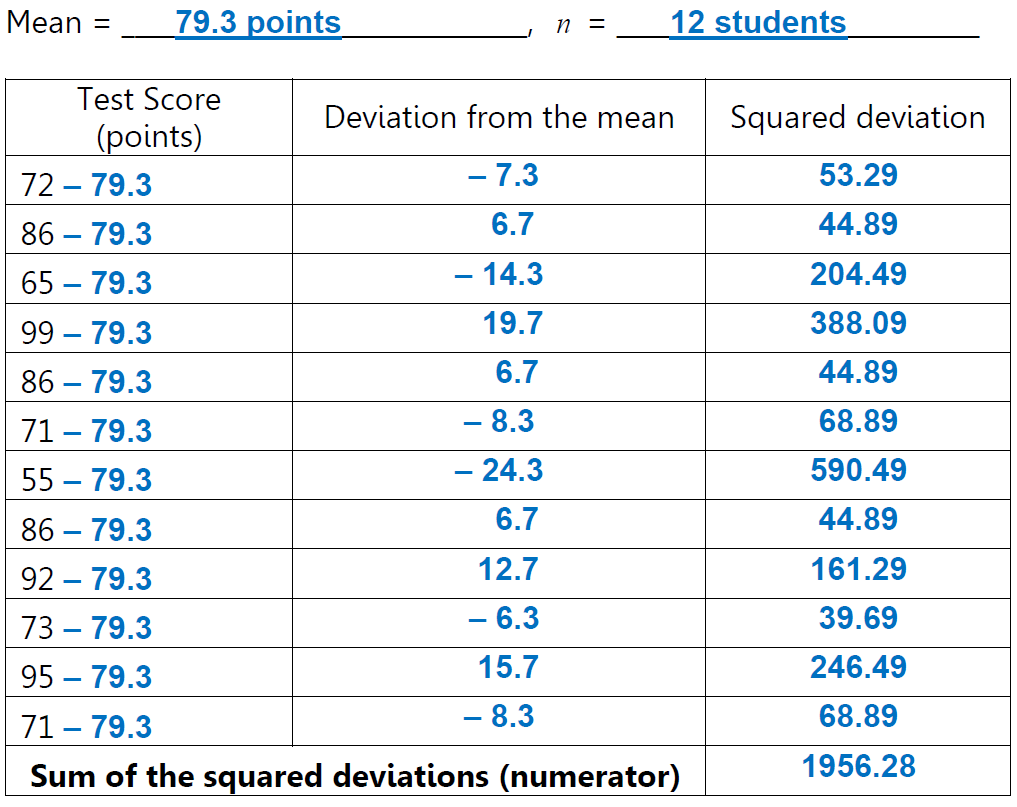 Mean = ____79.3 points______________, n = ____12 students__________
Test Score (points) Deviation from the mean Squared deviation
72 – 79.3 – 7.3 53.29
86 – 79.3 6.7 44.89
65 – 79.3 – 14.3 204.49
99 – 79.3 19.7 388.09
86 – 79.3 6.7 44.89
71 – 79.3 – 8.3 68.89
55 – 79.3 – 24.3 590.49
86 – 79.3 6.7 44.89
92 – 79.3 12.7 161.29
73 – 79.3 – 6.3 39.69
95 – 79.3 15.7 246.49
71 – 79.3 – 8.3 68.89
Sum of the squared deviations (numerator) 1956.28